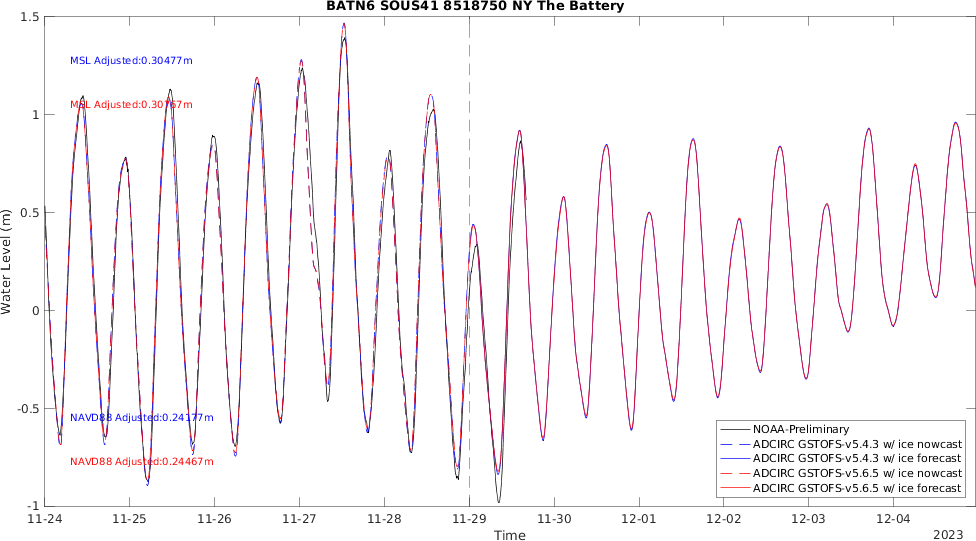 BATN6 SOUS41 8518750 NY The Battery
1.5
MSL Adjusted:0.30477m
1
0.5
0
-0.5
NAVD88 Adjusted:0.24177m
NAVD88 Adjusted:0.24467m
-1
Water Level (m)
NOAA-Preliminary
ADCIRC GSTOFS-v5.4.3 w/ ice nowcast
ADCIRC GSTOFS-v5.4.3 w/ ice forecast
ADCIRC GSTOFS-v5.6.5 w/ ice nowcast
ADCIRC GSTOFS-v5.6.5 w/ ice forecast
11-24 11-25 11-26 11-27 11-28 11-29 11-30 12-01 12-02 12-03 12-04
Time
2023